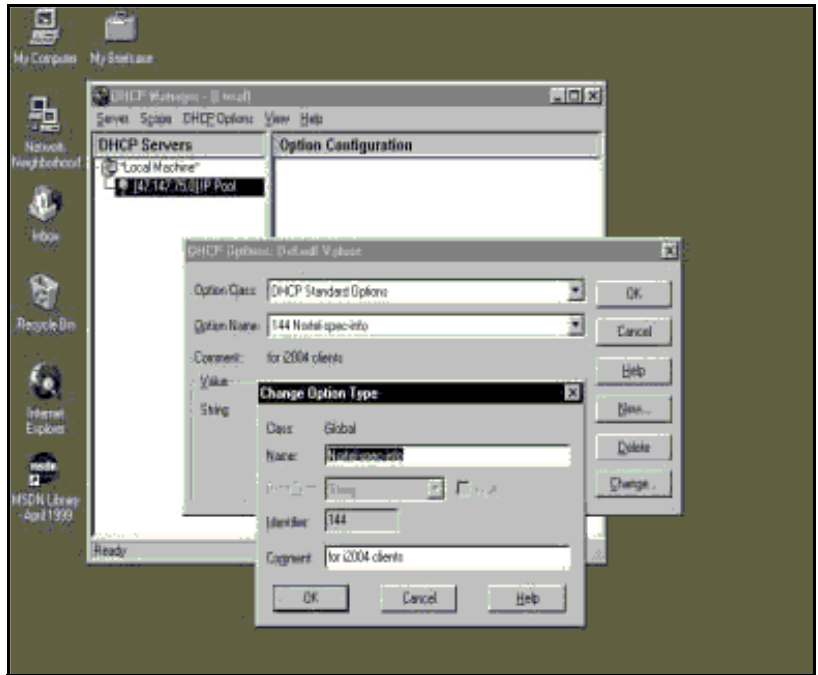 My Computer
My Briefcase
DHCP Manager - (Local)
Server Scope DHCP Options View Help
Network
Neighborhood
DHCP Servers
Option Configuration
"Local Machine"
[47.147.75.0] IP Pool
Inbox
DHCP Options: Default Values
Option Class: DHCP Standard Options
OK
Recycle Bin
Option Name: 144 Nortel-spec-info
Cancel
Comment: for i2004 clients
Help
Value
Change Option Type
String
New...
Internet
Explorer
Class: Global
Name: Nortel-spec-info
Delete
String
Change...
MSDN Library
- April 1999
Identifier: 144
Ready
Comment: for i2004 clients
OK
Cancel
Help